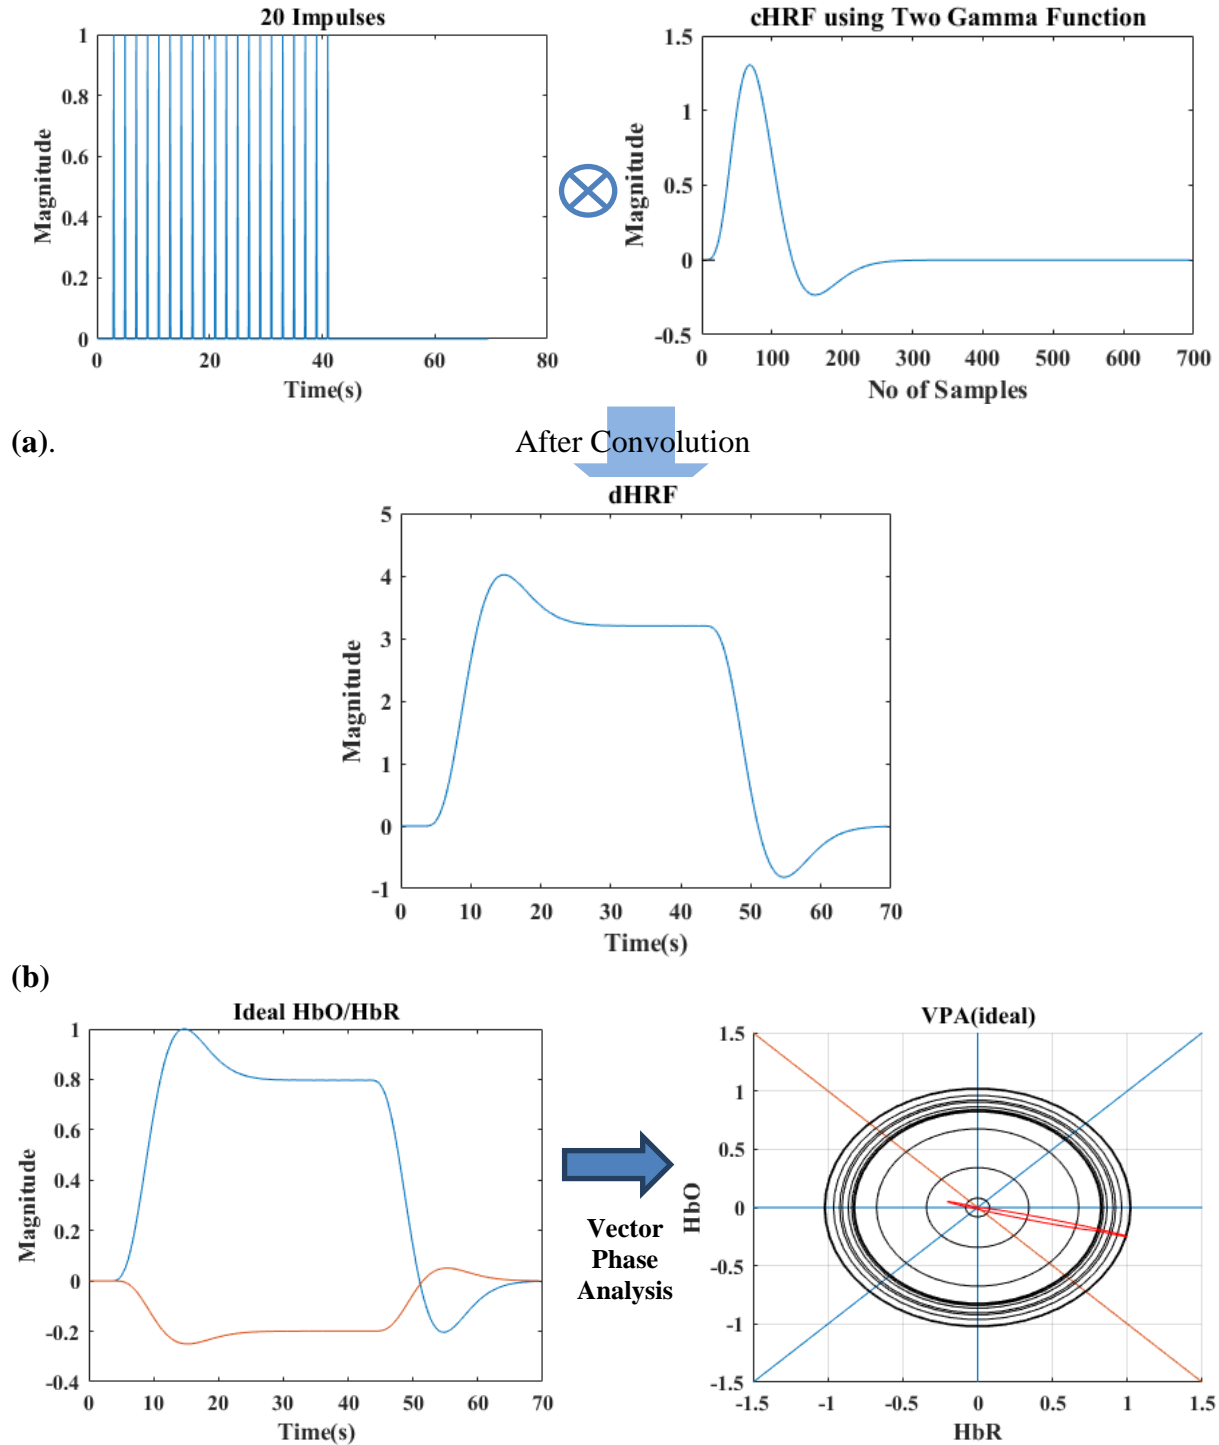 20 Impulses
1
0.8
0.6
0.4
0.2
0
Magnitude
0 20 40 60 80
Time(s)
cHRF using Two Gamma Function
1.5
1
0.5
0
-0.5
Magnitude
0 100 200 300 400 500 600 700
No of Samples
(a).
After Convolution
dHRF
5
4
3
2
1
0
-1
Magnitude
0 10 20 30 40 50 60 70
Time(s)
(b)
Ideal HbO/HbR
1
0.8
0.6
0.4
0.2
0
-0.2
-0.4
Magnitude
0 10 20 30 40 50 60 70
Time(s)
Vector
Phase
Analysis
VPA(ideal)
1.5
1
0.5
0
-0.5
-1
-1.5
HbO
-1.5 -1 -0.5 0 0.5 1 1.5
HbR